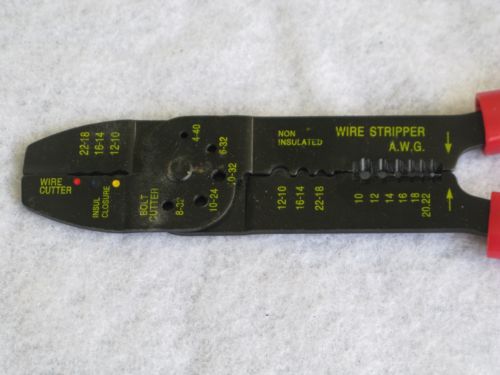 22-18
16-14
12-10
WIRE
CUTTER
INSUL
CLOSURE
BOLT
CUTTER
4-40
6-32
10-32
10-24
8-32
NON
INSULATED
12-10
16-14
22-18
WIRE STRIPPER
A.W.G.
10
12
14
16
18
20.22